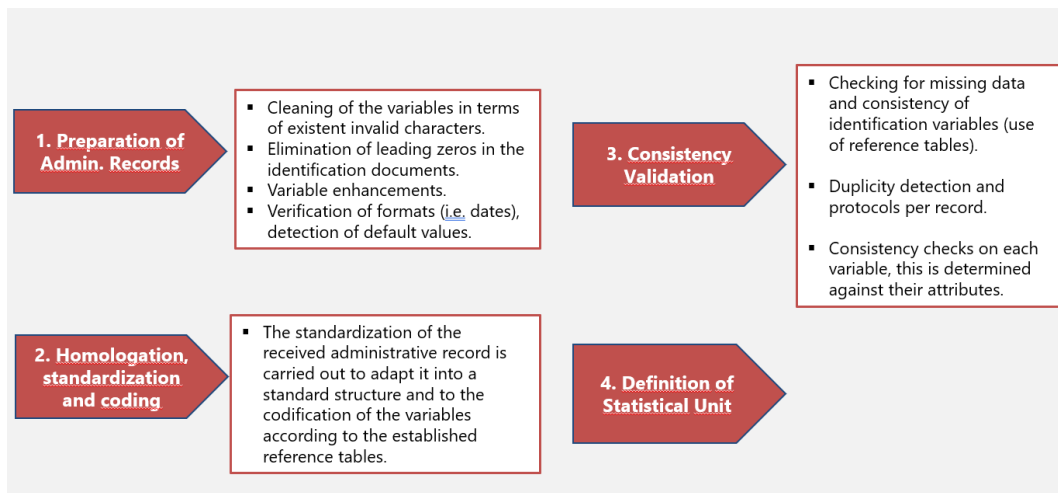 1. Preparation of
Admin. Records
▪ Cleaning of the variables in terms
of existent invalid characters.
▪ Elimination of leading zeros in the
identification documents.
▪ Variable enhancements.
▪ Verification of formats (i.e. dates),
detection of default values.
2. Homologation,
standardization
and coding
▪ The standardization of the
received administrative record is
carried out to adapt it into a
standard structure and to the
codification of the variables
according to the established
reference tables.
3. Consistency
Validation
▪ Checking for missing data
and consistency of
identification variables (use
of reference tables).
▪ Duplicity detection and
protocols per record.
▪ Consistency checks on each
variable, this is determined
against their attributes.
4. Definition of
Statistical Unit